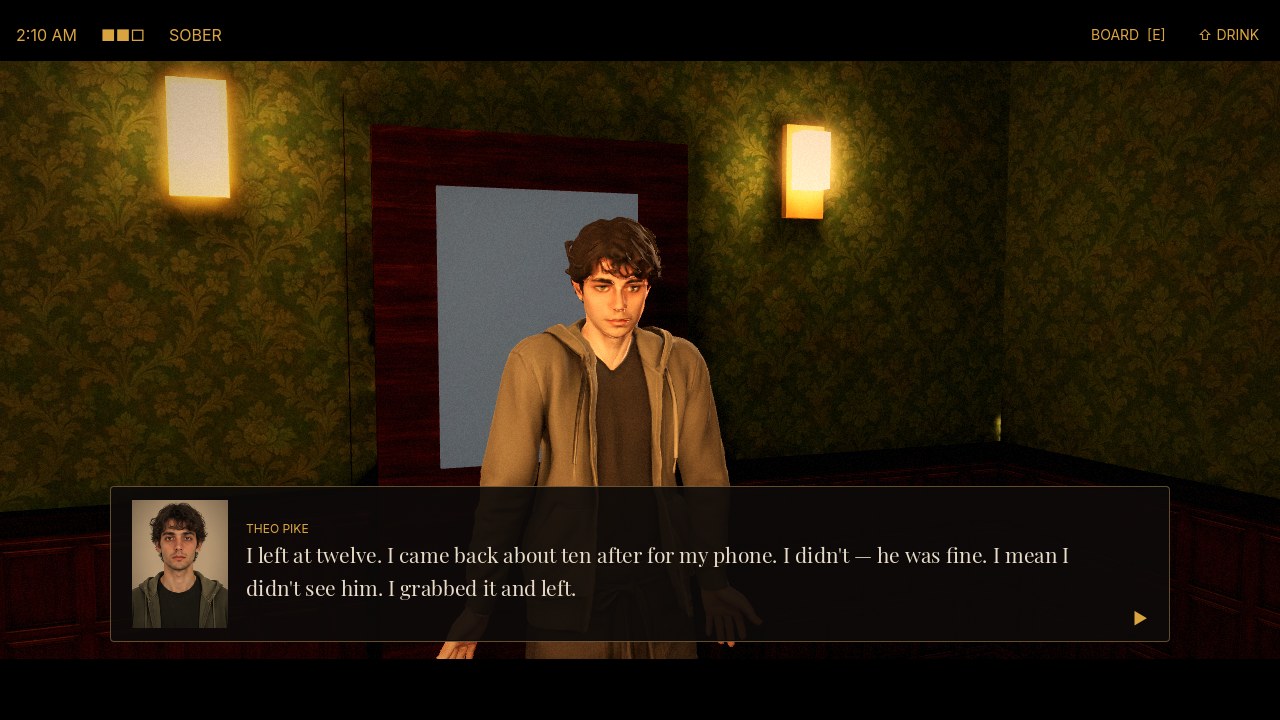 2:10 AM SOBER BOARD [E] ⇧ DRINK
THEO PIKE
I left at twelve. I came back about ten after for my phone. I didn't — he was fine. I mean I
didn't see him. I grabbed it and left.